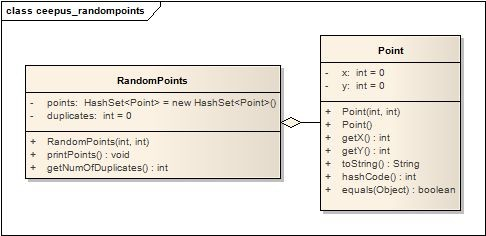 class ceepus_randompoints
RandomPoints
- points: HashSet<Point> = new HashSet<Point>()
- duplicates: int = 0
+ RandomPoints(int, int)
+ printPoints() : void
+ getNumOfDuplicates() : int
Point
- x: int = 0
- y: int = 0
+ Point(int, int)
+ Point()
+ getX() : int
+ getY() : int
+ toString() : String
+ hashCode() : int
+ equals(Object) : boolean